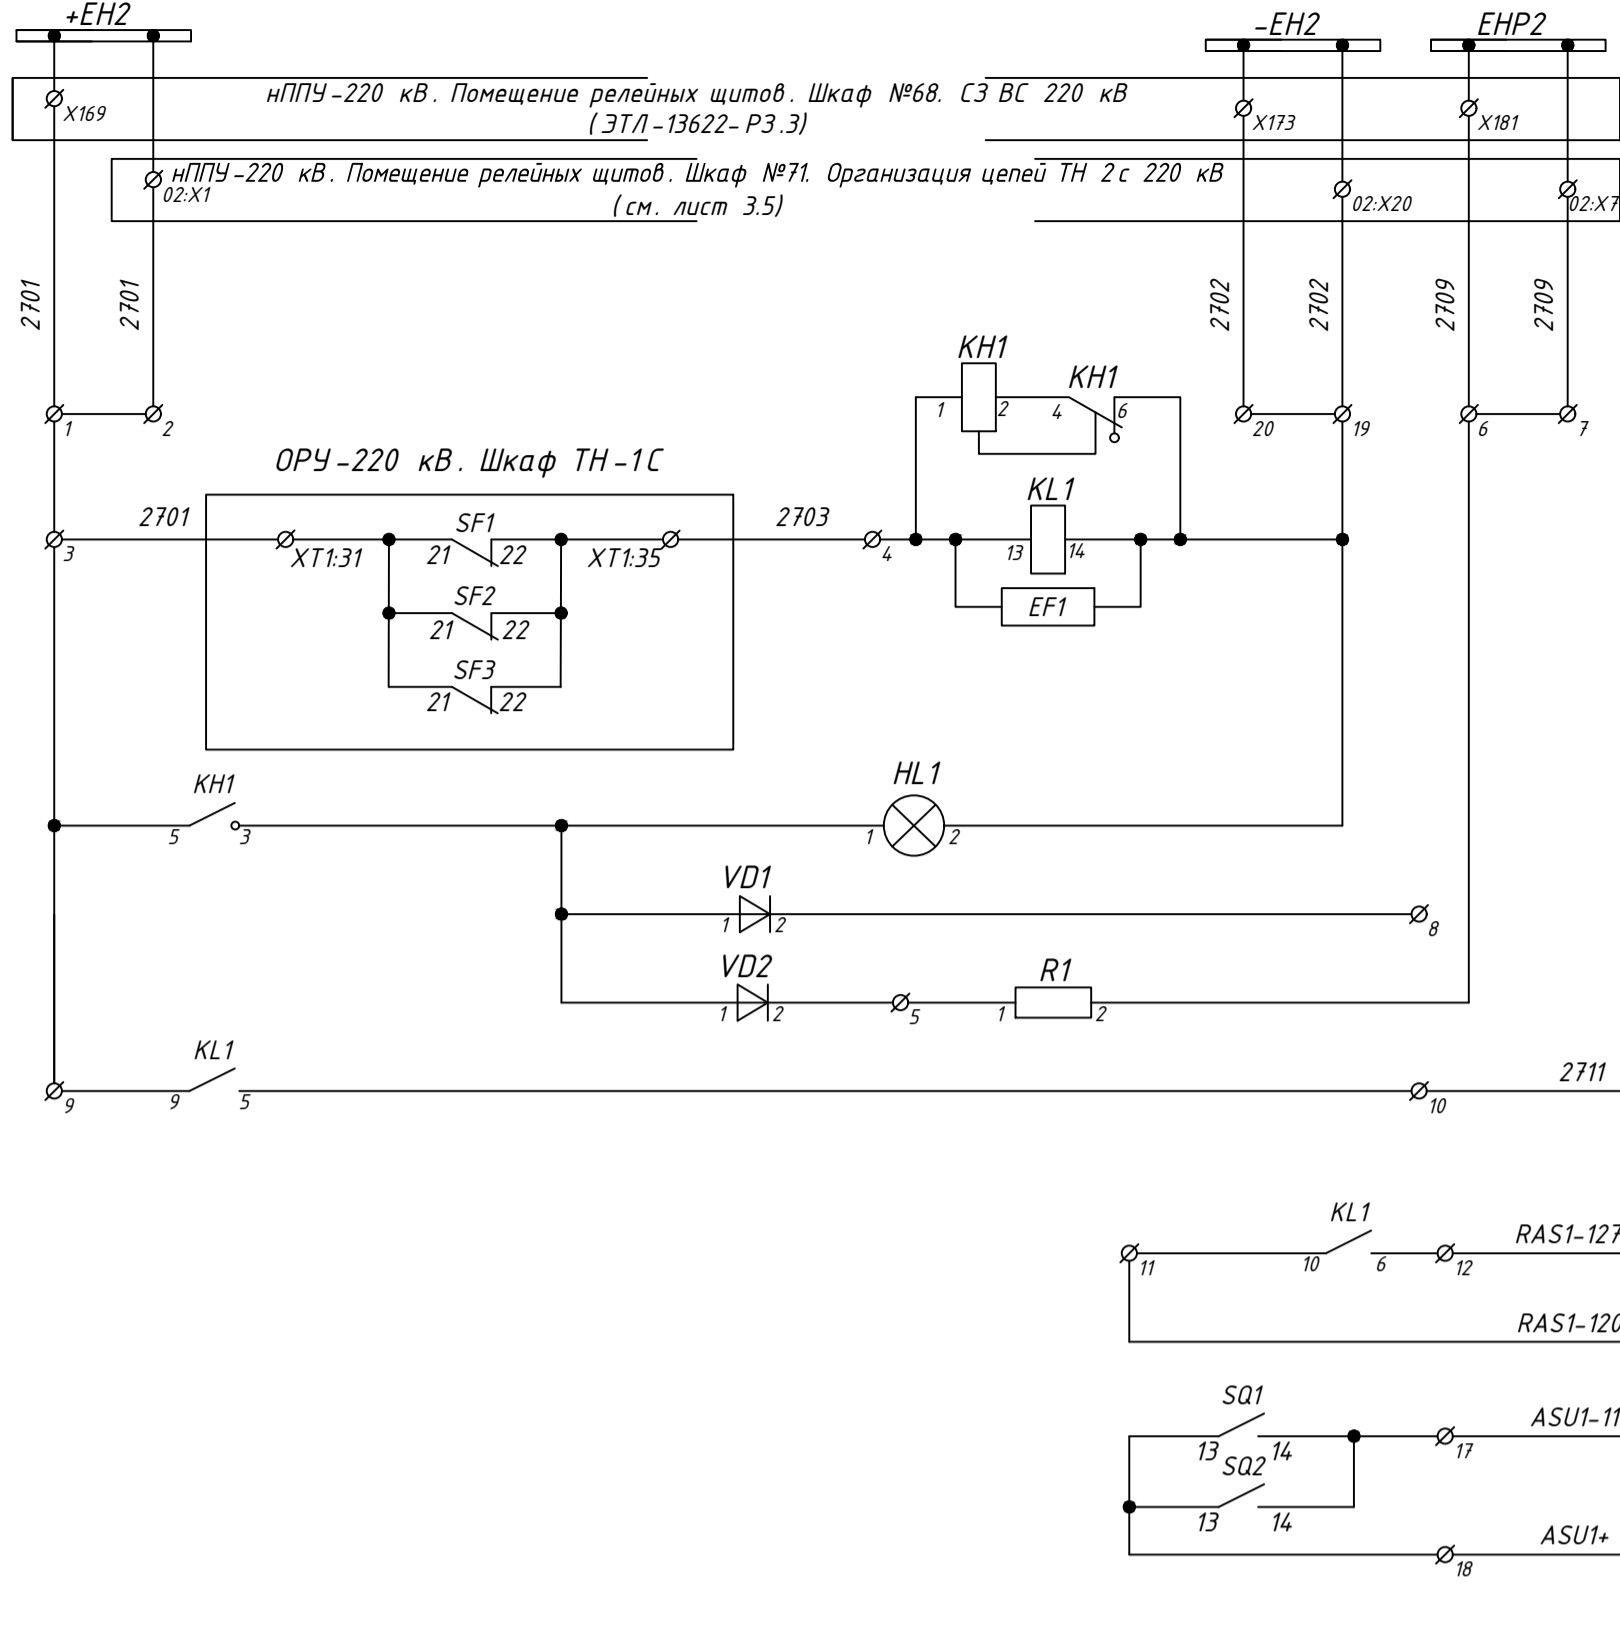 +EH2
-EH2
EHP2
нППУ-220 кВ. Помещение релейных щитов. Шкаф №68. СЗ ВС 220 кВ
(ЭТЛ-13622-РЗ.3)
X169
X173
X181
нППУ-220 кВ. Помещение релейных щитов. Шкаф №71. Организация цепей ТН 2с 220 кВ
(см. лист 3.5)
02:X1
02:X20
02:X7
2701
2701
2702
2702
2709
2709
KH1
KH1
1
2
4
6
1
2
20
19
6
7
ОРУ-220 кВ. Шкаф ТН-1С
KL1
2701
SF1
2703
3
XT1:31
21
22
XT1:35
4
13
14
SF2
21
22
EF1
SF3
21
22
KH1
HL1
5
3
1
2
VD1
1
2
8
VD2
R1
1
2
5
1
2
KL1
2711
9
9
5
10
KL1
RAS1-127
11
10
6
12
RAS1-120
SQ1
ASU1-11
13
14
17
SQ2
13
14
ASU1+
18